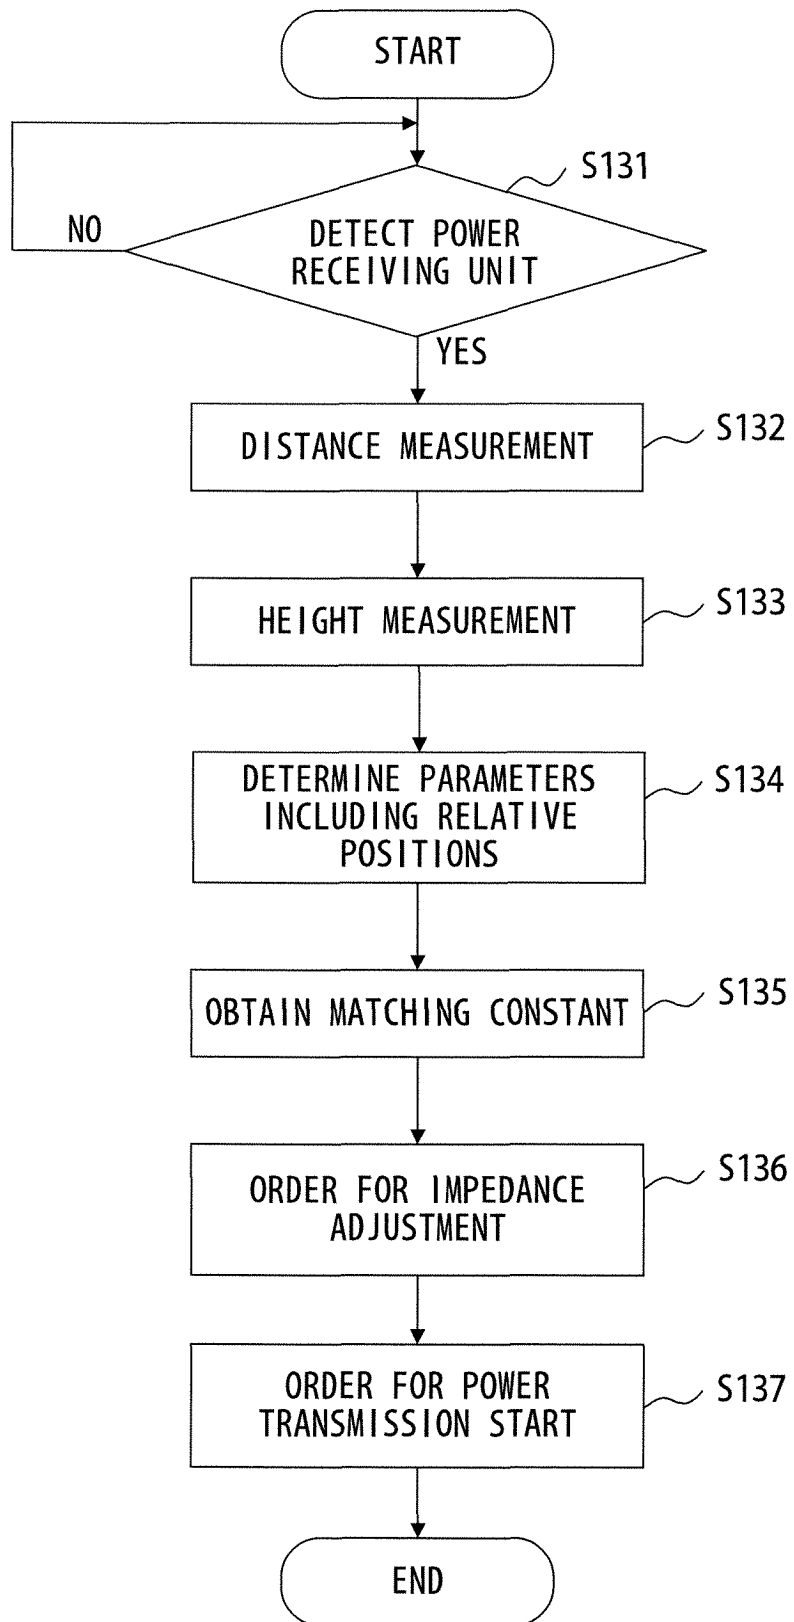 START
S131
NO
DETECT POWER
RECEIVING UNIT
YES
DISTANCE MEASUREMENT
S132
HEIGHT MEASUREMENT
S133
DETERMINE PARAMETERS
INCLUDING RELATIVE
POSITIONS
S134
OBTAIN MATCHING CONSTANT
S135
ORDER FOR IMPEDANCE
ADJUSTMENT
S136
ORDER FOR POWER
TRANSMISSION START
S137
END